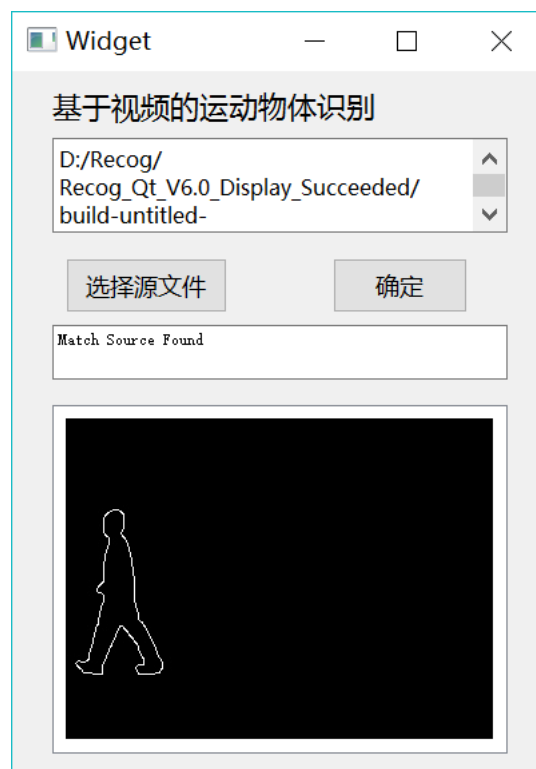 Widget
基于视频的运动物体识别
D:/Recog/
Recog_Qt_V6.0_Display_Succeeded/
build-untitled-
选择源文件
确定
Match Source Found